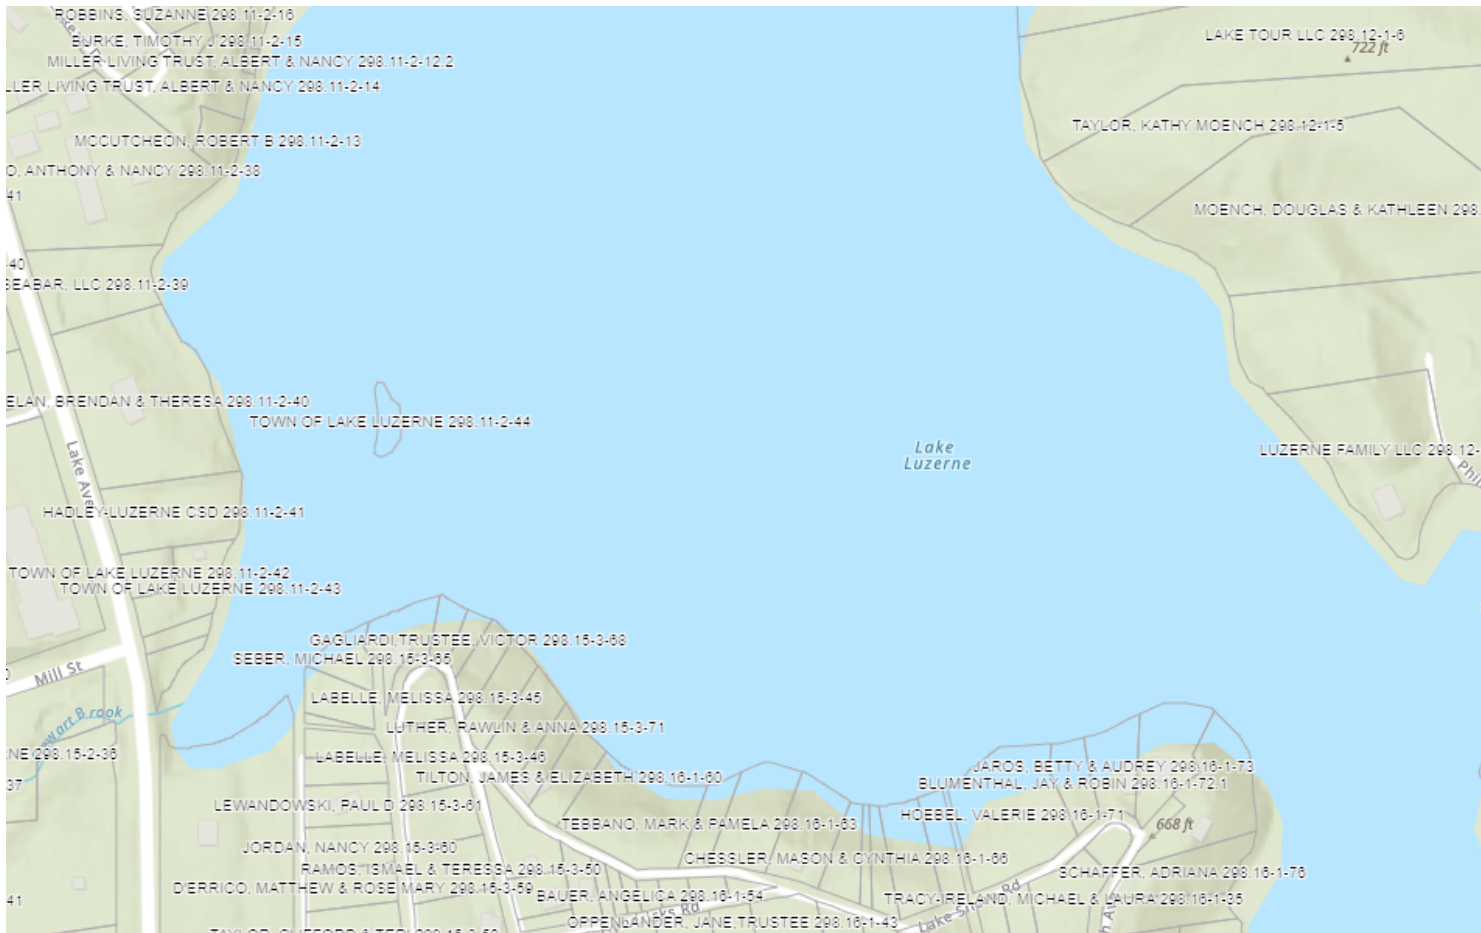 ROBBINS, SUZANNE 298.11-2-16
LAKE TOUR LLC 298.12-1-6
BURKE, TIMOTHY J 298.11-2-15
722 ft
MILLER LIVING TRUST, ALBERT & NANCY 298.11-2-12.2
LLER LIVING TRUST, ALBERT & NANCY 298.11-2-14
TAYLOR, KATHY MOENCH 298.12-1-5
MCCUTCHEON, ROBERT B 298.11-2-13
O, ANTHONY & NANCY 298.11-2-38
41
MOENCH, DOUGLAS & KATHLEEN 298.
-40
SEABAR, LLC 298.11-2-39
ELAN, BRENDAN & THERESA 298.11-2-40
TOWN OF LAKE LUZERNE 298.11-2-44
Lake
Luzerne
LUZERNE FAMILY LLC 298.12-
Lake Ave
Phil
HADLEY-LUZERNE CSD 298.11-2-41
TOWN OF LAKE LUZERNE 298.11-2-42
TOWN OF LAKE LUZERNE 298.11-2-43
GAGLIARDI,TRUSTEE, VICTOR 298.15-3-68
SEBER, MICHAEL 298.15-3-65
Mill St
LABELLE, MELISSA 298.15-3-45
wart Brook
LUTHER, RAWLIN & ANNA 298.15-3-71
NE 298.15-2-36
LABELLE, MELISSA 298.15-3-46
JAROS, BETTY & AUDREY 298.16-1-73
TILTON, JAMES & ELIZABETH 298.16-1-60
BLUMENTHAL, JAY & ROBIN 298.16-1-72.1
37
LEWANDOWSKI, PAUL D 298.15-3-61
HOEBEL, VALERIE 298.16-1-71
TEBBANO, MARK & PAMELA 298.16-1-63
668 ft
JORDAN, NANCY 298.15-3-60
CHESSLER, MASON & CYNTHIA 298.16-1-66
RAMOS, ISMAEL & TERESSA 298.15-3-50
SCHAFFER, ADRIANA 298.16-1-76
D'ERRICO, MATTHEW & ROSE MARY 298.15-3-59
BAUER, ANGELICA 298.16-1-54
TRACY-IRELAND, MICHAEL & LAURA 298.16-1-35
41
OPPENLANDER, JANE,TRUSTEE 298.16-1-43
Lake Sh Rd